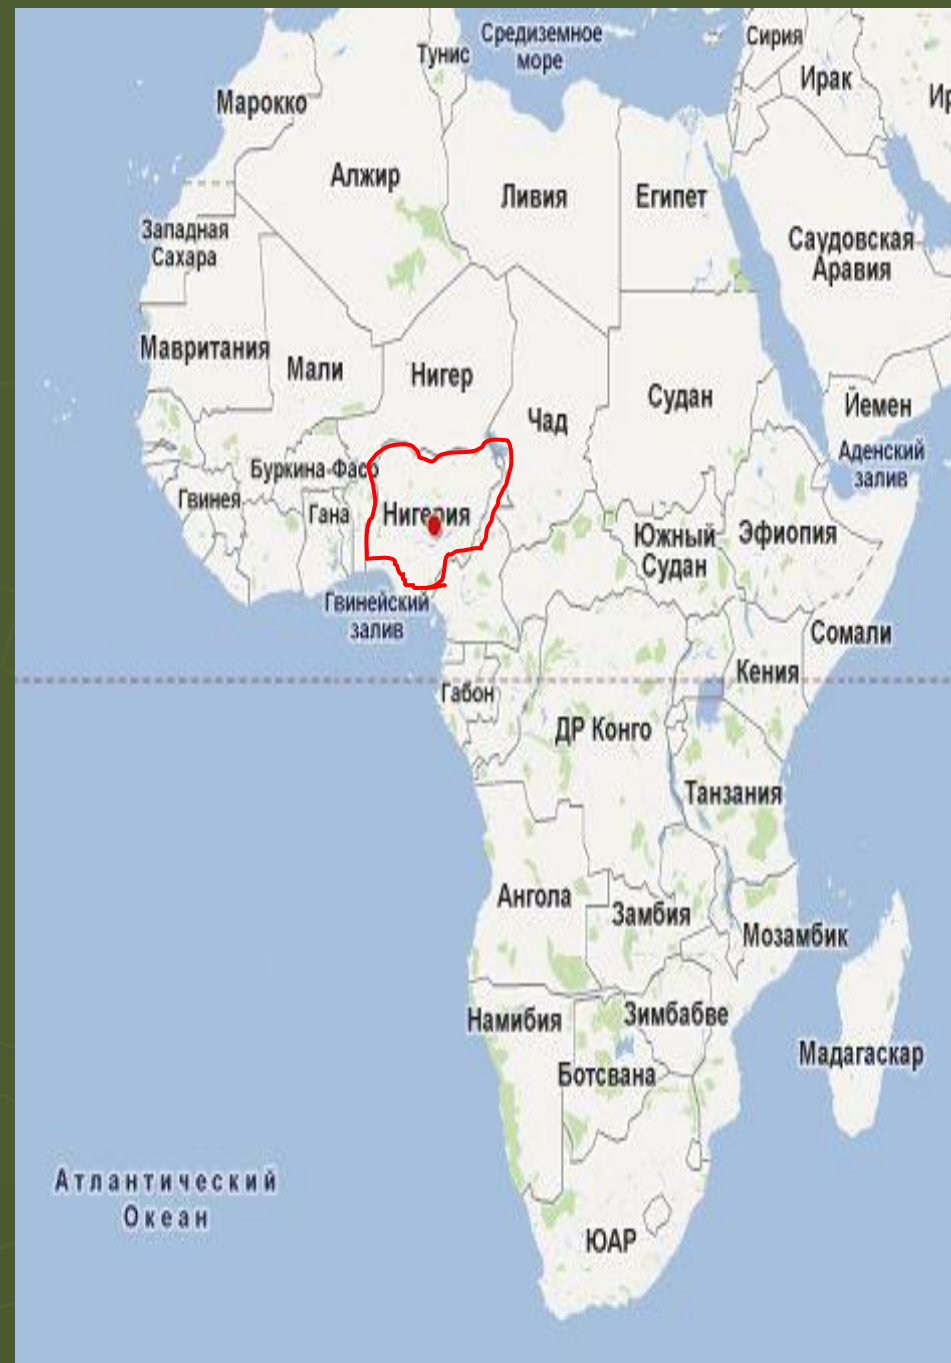 Средиземное
море
Сирия
Тунис
Ирак
Марокко
Алжир
Ливия
Египет
Западная
Сахара
Саудовская
Аравия
Мавритания
Мали
Нигер
Чад
Судан
Йемен
Аденский
залив
Буркина-Фасо
Гвинея
Гана
Нигерия
Южный
Судан
Эфиопия
Гвинейский
залив
Сомали
Кения
Габон
ДР Конго
Танзания
Ангола
Замбия
Мозамбик
Намибия
Зимбабве
Мадагаскар
Ботсвана
Атлантический
Океан
ЮАР